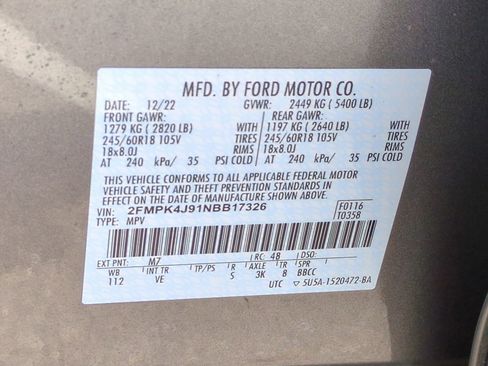 MFD. BY FORD MOTOR CO.
DATE: 12/22 GVWR: 2449 KG ( 5400 LB)
FRONT GAWR: REAR GAWR:
1279 KG ( 2820 LB) WITH 1197 KG ( 2640 LB) WITH
245/60R18 105V TIRES 245/60R18 105V TIRES
18x8.0J RIMS 18x8.0J RIMS
AT 240 kPa/ 35 PSI COLD AT 240 kPa/ 35 PSI COLD
THIS VEHICLE CONFORMS TO ALL APPLICABLE FEDERAL MOTOR
VEHICLE SAFETY AND THEFT PREVENTION STANDARDS IN
EFFECT ON THE DATE OF MANUFACTURE SHOWN ABOVE.
VIN: 2FMPK4J91NBB17326 F0116
TYPE: MPV T0358
EXT PNT: M7 RC: 48 DSO:
WB INT TR TP/PS R AXLE TR SPR
112 VE S 3K B BBCC
UTC ▽ 5U5A-1520472-BA